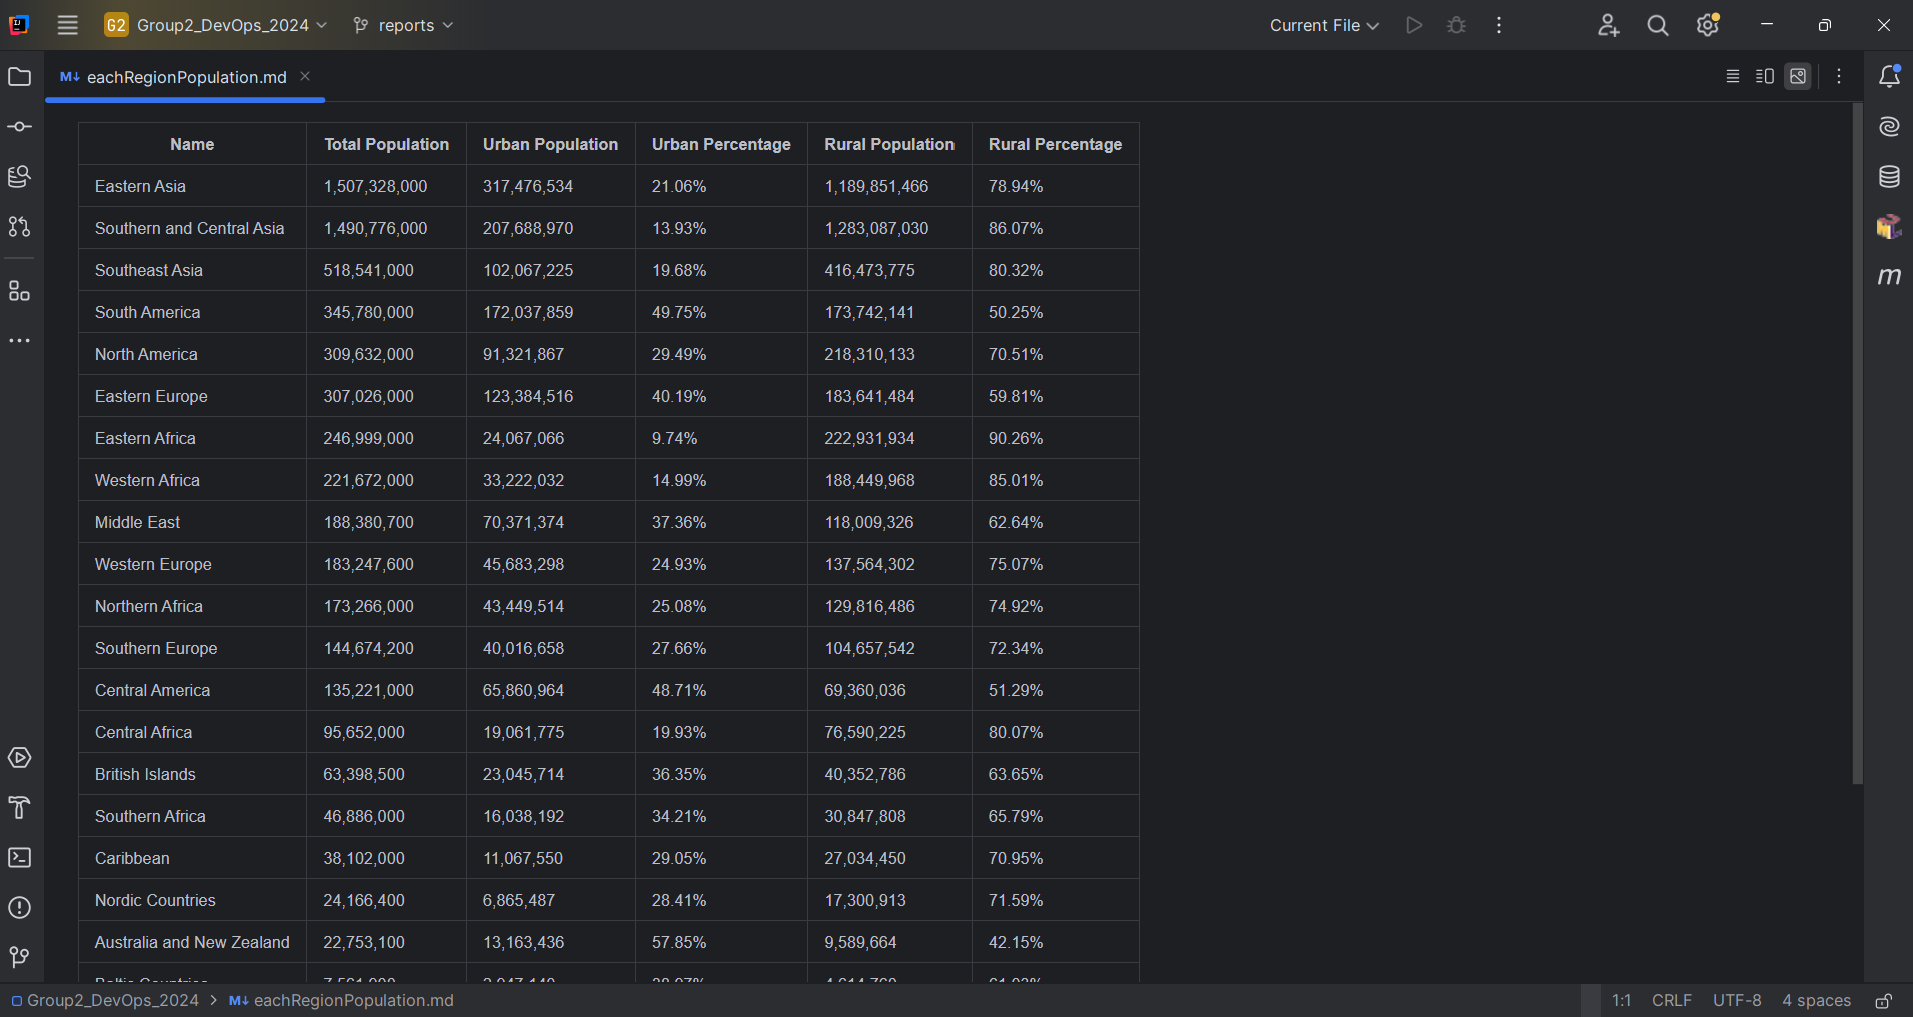 G2 Group2_DevOps_2024 reports Current File
M↓ eachRegionPopulation.md
Name Total Population Urban Population Urban Percentage Rural Population Rural Percentage
Eastern Asia 1,507,328,000 317,476,534 21.06% 1,189,851,466 78.94%
Southern and Central Asia 1,490,776,000 207,688,970 13.93% 1,283,087,030 86.07%
Southeast Asia 518,541,000 102,067,225 19.68% 416,473,775 80.32%
South America 345,780,000 172,037,859 49.75% 173,742,141 50.25%
North America 309,632,000 91,321,867 29.49% 218,310,133 70.51%
Eastern Europe 307,026,000 123,384,516 40.19% 183,641,484 59.81%
Eastern Africa 246,999,000 24,067,066 9.74% 222,931,934 90.26%
Western Africa 221,672,000 33,222,032 14.99% 188,449,968 85.01%
Middle East 188,380,700 70,371,374 37.36% 118,009,326 62.64%
Western Europe 183,247,600 45,683,298 24.93% 137,564,302 75.07%
Northern Africa 173,266,000 43,449,514 25.08% 129,816,486 74.92%
Southern Europe 144,674,200 40,016,658 27.66% 104,657,542 72.34%
Central America 135,221,000 65,860,964 48.71% 69,360,036 51.29%
Central Africa 95,652,000 19,061,775 19.93% 76,590,225 80.07%
British Islands 63,398,500 23,045,714 36.35% 40,352,786 63.65%
Southern Africa 46,886,000 16,038,192 34.21% 30,847,808 65.79%
Caribbean 38,102,000 11,067,550 29.05% 27,034,450 70.95%
Nordic Countries 24,166,400 6,865,487 28.41% 17,300,913 71.59%
Australia and New Zealand 22,753,100 13,163,436 57.85% 9,589,664 42.15%
Baltic Countries
Group2_DevOps_2024 > M↓ eachRegionPopulation.md 1:1 CRLF UTF-8 4 spaces